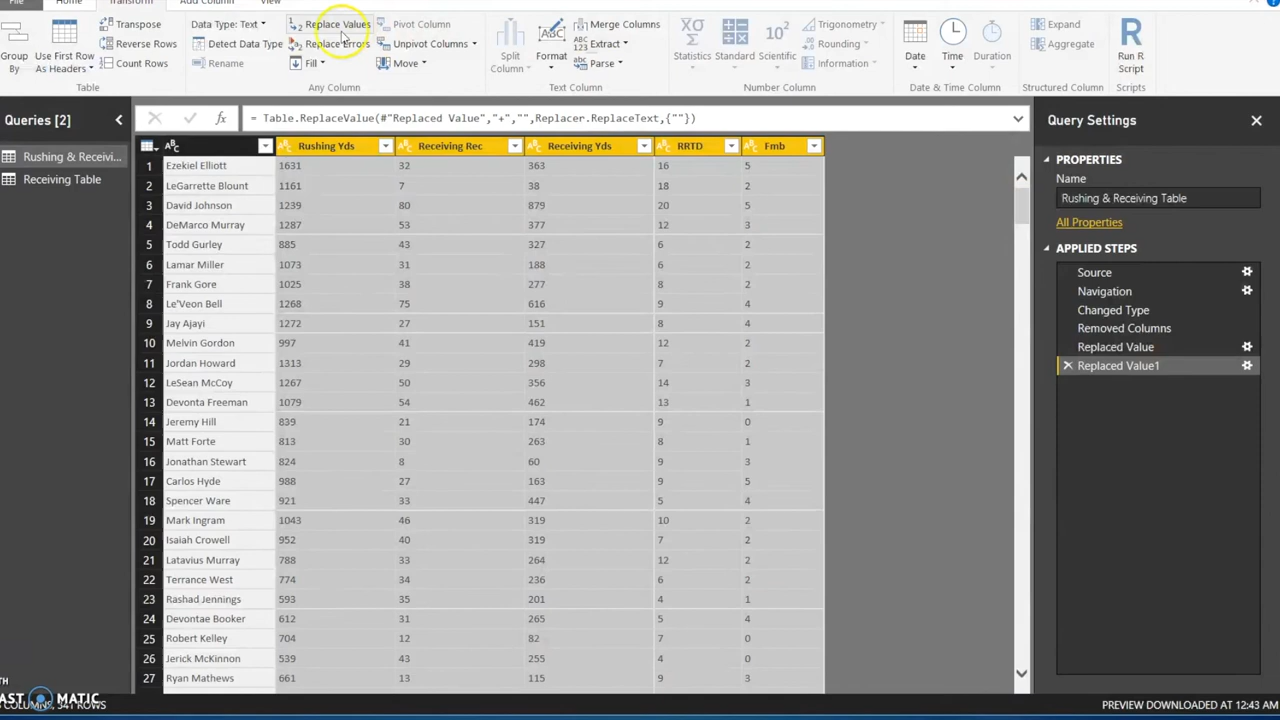 File Home Transform Add Column View
Transpose Data Type: Text Replace Values Pivot Column Merge Columns Trigonometry Expand
Group By Use First Row As Headers Reverse Rows Detect Data Type Replace Errors Unpivot Columns Split Column Format Extract Statistics Standard Scientific Rounding Date Time Duration Aggregate Run R Script
Count Rows Rename Fill Move Parse Information
Table Any Column Text Column Number Column Date & Time Column Structured Column Scripts
Queries [2]
Rushing & Receivi...
Receiving Table
= Table.ReplaceValue(#"Replaced Value","+","",Replacer.ReplaceText,{""})
Rushing Yds Receiving Rec Receiving Yds RRTD Fmb
1 Ezekiel Elliott 1631 32 363 16 5
2 LeGarrette Blount 1161 7 38 18 2
3 David Johnson 1239 80 879 20 5
4 DeMarco Murray 1287 53 377 12 3
5 Todd Gurley 885 43 327 6 2
6 Lamar Miller 1073 31 188 6 2
7 Frank Gore 1025 38 277 8 2
8 Le'Veon Bell 1268 75 616 9 4
9 Jay Ajayi 1272 27 151 8 4
10 Melvin Gordon 997 41 419 12 2
11 Jordan Howard 1313 29 298 7 2
12 LeSean McCoy 1267 50 356 14 3
13 Devonta Freeman 1079 54 462 13 1
14 Jeremy Hill 839 21 174 9 0
15 Matt Forte 813 30 263 8 1
16 Jonathan Stewart 824 8 60 9 3
17 Carlos Hyde 988 27 163 9 5
18 Spencer Ware 921 33 447 5 4
19 Mark Ingram 1043 46 319 10 2
20 Isaiah Crowell 952 40 319 7 2
21 Latavius Murray 788 33 264 12 2
22 Terrance West 774 34 236 6 2
23 Rashad Jennings 593 35 201 4 1
24 Devontae Booker 612 31 265 5 4
25 Robert Kelley 704 12 82 7 0
26 Jerick McKinnon 539 43 255 4 0
27 Ryan Mathews 661 13 115 9 3
Query Settings
PROPERTIES
Name
Rushing & Receiving Table
All Properties
APPLIED STEPS
Source
Navigation
Changed Type
Removed Columns
Replaced Value
Replaced Value1
COLUMNS, 341 ROWS
PREVIEW DOWNLOADED AT 12:43 AM